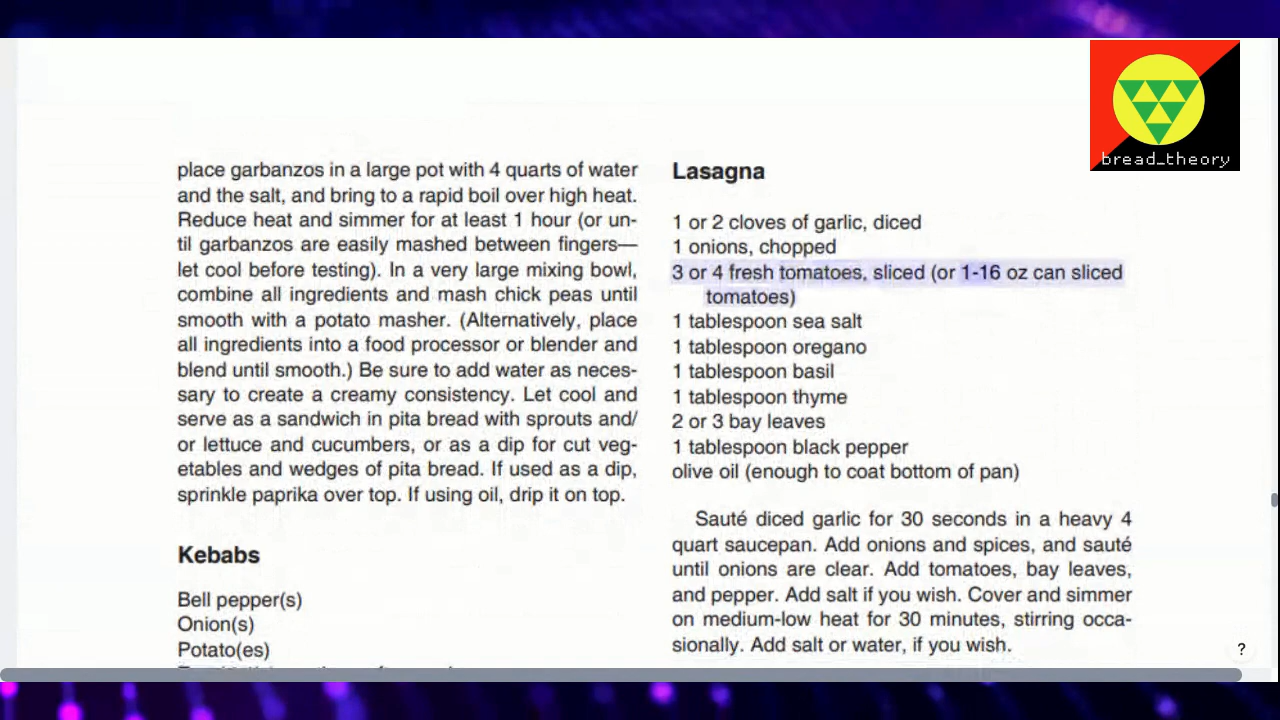 place garbanzos in a large pot with 4 quarts of water
and the salt, and bring to a rapid boil over high heat.
Reduce heat and simmer for at least 1 hour (or un-
til garbanzos are easily mashed between fingers—
let cool before testing). In a very large mixing bowl,
combine all ingredients and mash chick peas until
smooth with a potato masher. (Alternatively, place
all ingredients into a food processor or blender and
blend until smooth.) Be sure to add water as neces-
sary to create a creamy consistency. Let cool and
serve as a sandwich in pita bread with sprouts and/
or lettuce and cucumbers, or as a dip for cut veg-
etables and wedges of pita bread. If used as a dip,
sprinkle paprika over top. If using oil, drip it on top.
Kebabs
Bell pepper(s)
Onion(s)
Potato(es)
Lasagna
1 or 2 cloves of garlic, diced
1 onions, chopped
3 or 4 fresh tomatoes, sliced (or 1-16 oz can sliced
tomatoes)
1 tablespoon sea salt
1 tablespoon oregano
1 tablespoon basil
1 tablespoon thyme
2 or 3 bay leaves
1 tablespoon black pepper
olive oil (enough to coat bottom of pan)
Sauté diced garlic for 30 seconds in a heavy 4
quart saucepan. Add onions and spices, and sauté
until onions are clear. Add tomatoes, bay leaves,
and pepper. Add salt if you wish. Cover and simmer
on medium-low heat for 30 minutes, stirring occa-
sionally. Add salt or water, if you wish.
bread_theory
?